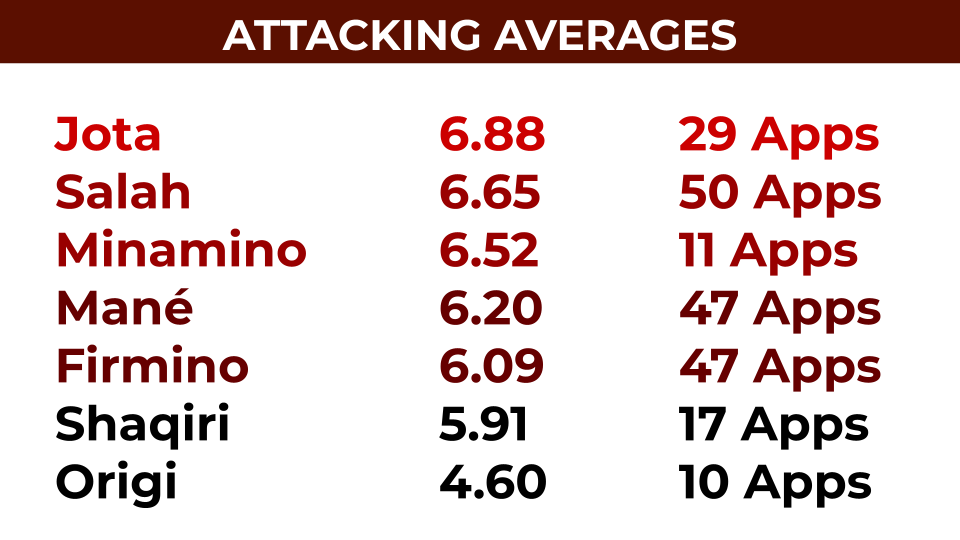 ATTACKING AVERAGES
Jota 6.88 29 Apps
Salah 6.65 50 Apps
Minamino 6.52 11 Apps
Mané 6.20 47 Apps
Firmino 6.09 47 Apps
Shaqiri 5.91 17 Apps
Origi 4.60 10 Apps